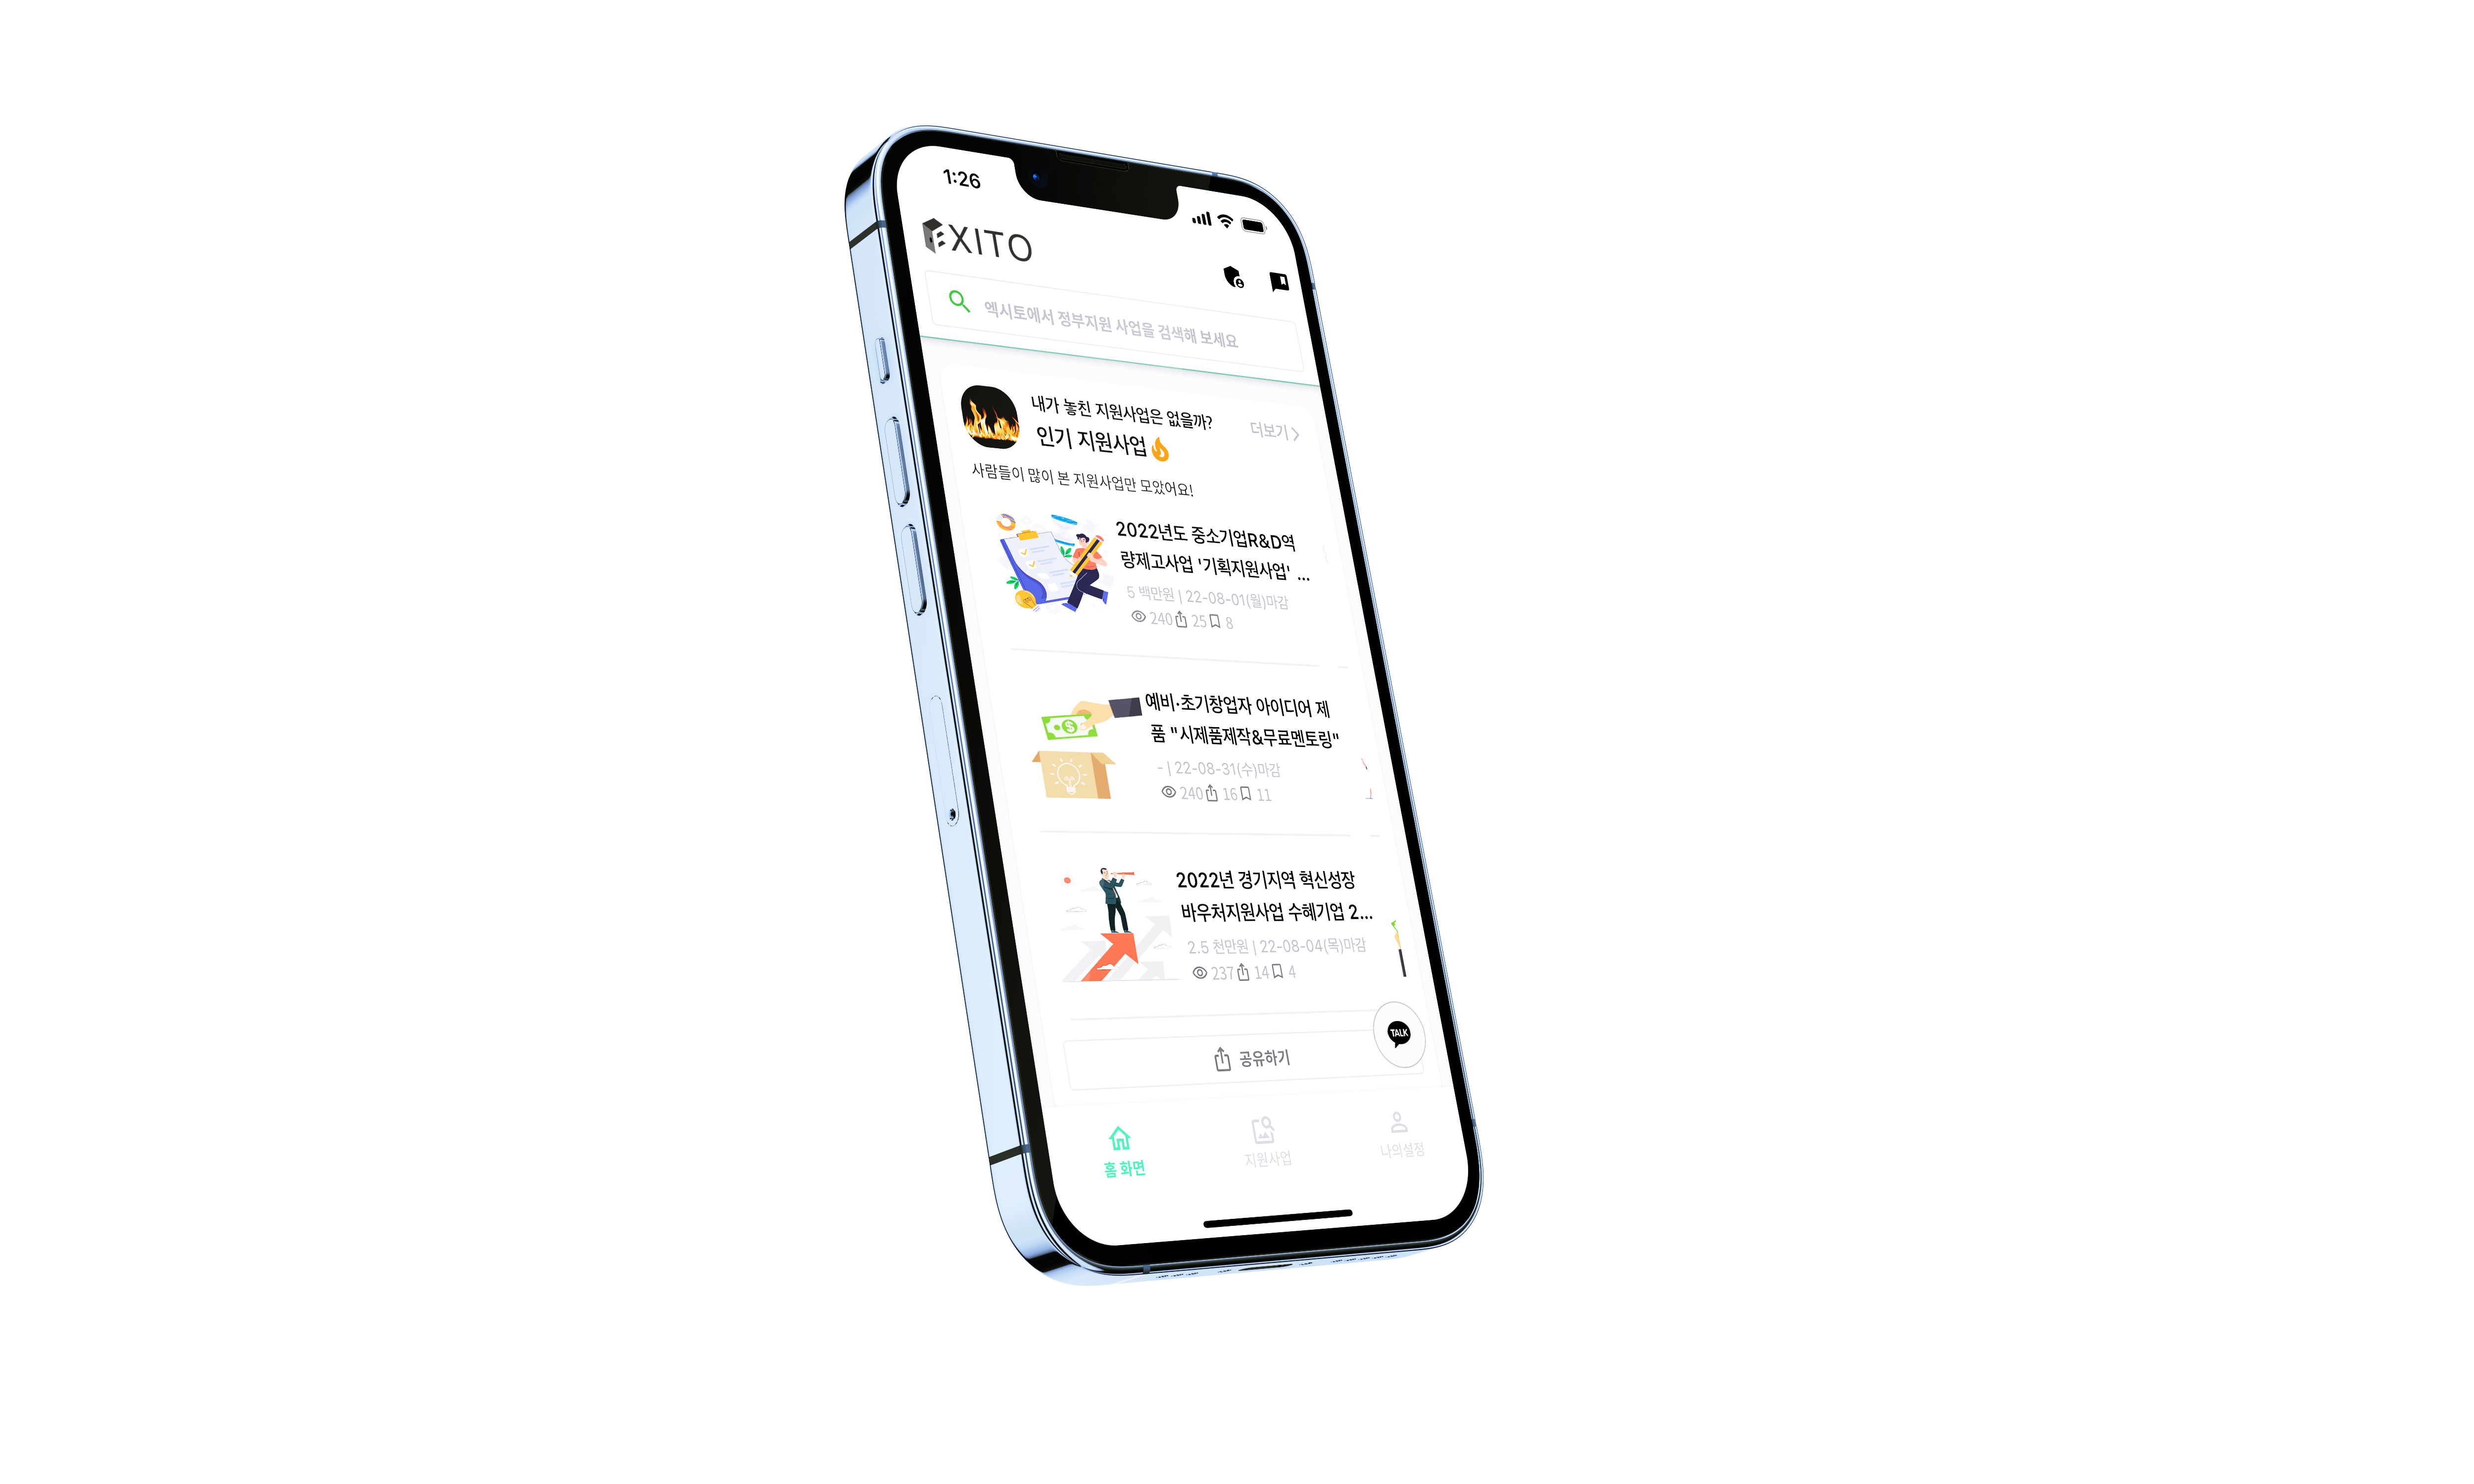 1:26
EXITO
엑시토에서 정부지원 사업을 검색해 보세요
내가 놓친 지원사업은 없을까?
더보기
인기 지원사업
사람들이 많이 본 지원사업만 모았어요!
2022년도 중소기업R&D역
량제고사업 '기획지원사업' ...
5 백만원 | 22-08-01(월)마감
240 25 8
예비·초기창업자 아이디어 제
품 "시제품제작&무료멘토링"
- | 22-08-31(수)마감
240 16 11
2022년 경기지역 혁신성장
바우처지원사업 수혜기업 2...
2.5 천만원 | 22-08-04(목)마감
237 14 4
TALK
공유하기
홈 화면
지원사업
나의설정